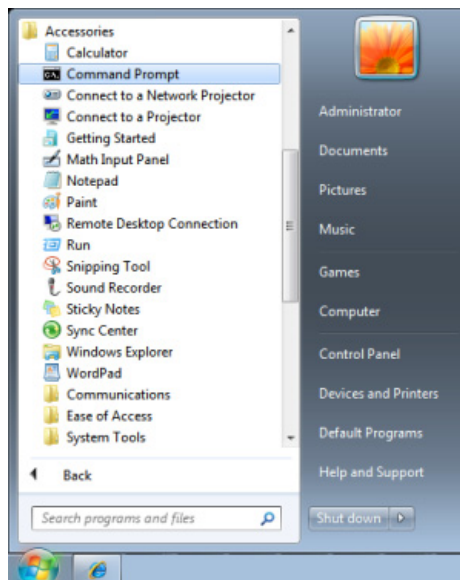 Accessories
Calculator
Command Prompt
Connect to a Network Projector
Connect to a Projector
Getting Started
Math Input Panel
Notepad
Paint
Remote Desktop Connection
Run
Snipping Tool
Sound Recorder
Sticky Notes
Sync Center
Windows Explorer
WordPad
Communications
Ease of Access
System Tools
Back
Search programs and files
Administrator
Documents
Pictures
Music
Games
Computer
Control Panel
Devices and Printers
Default Programs
Help and Support
Shut down